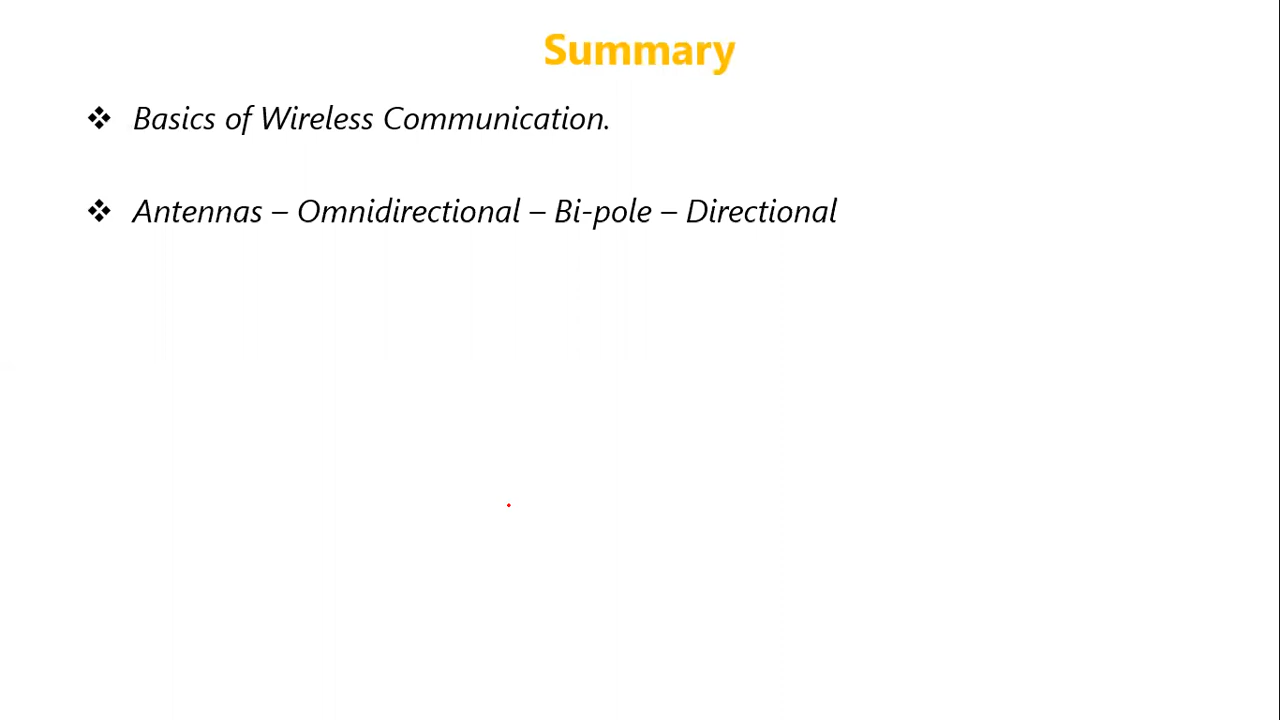 Summary
❖ Basics of Wireless Communication.
❖ Antennas – Omnidirectional – Bi-pole – Directional